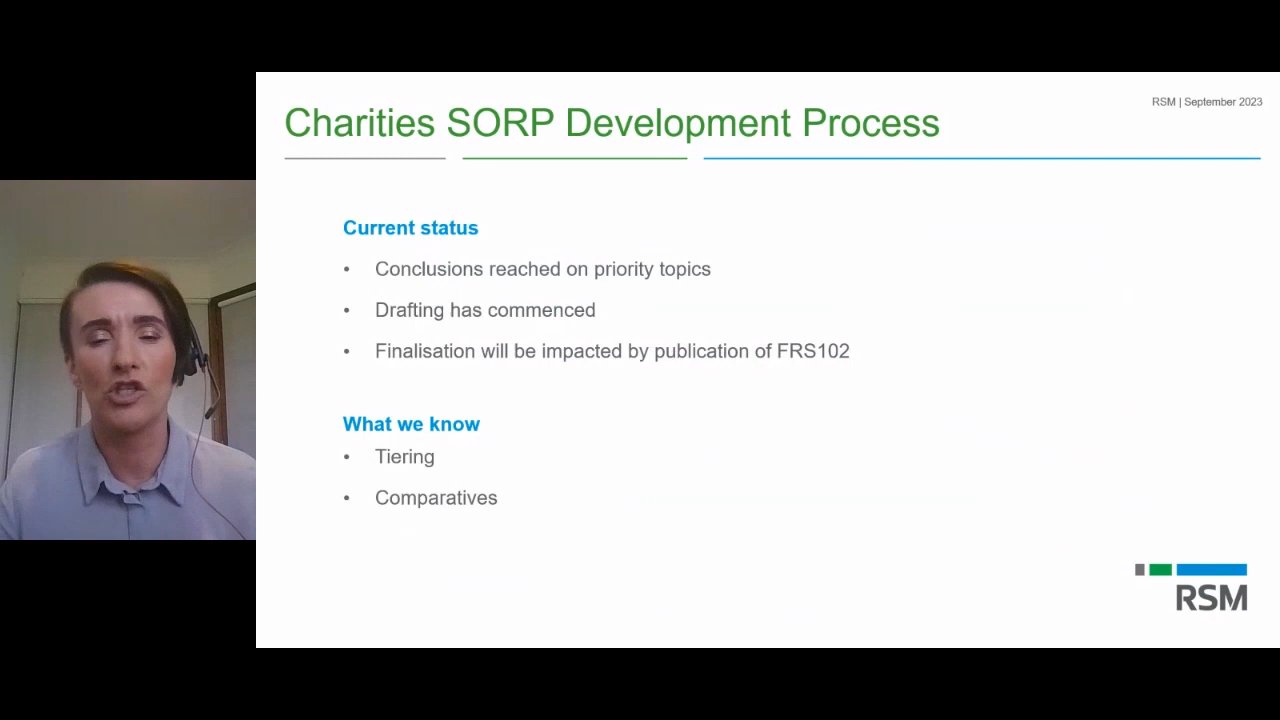 RSM | September 2023
Charities SORP Development Process
Current status
• Conclusions reached on priority topics
• Drafting has commenced
• Finalisation will be impacted by publication of FRS102
What we know
• Tiering
• Comparatives
RSM